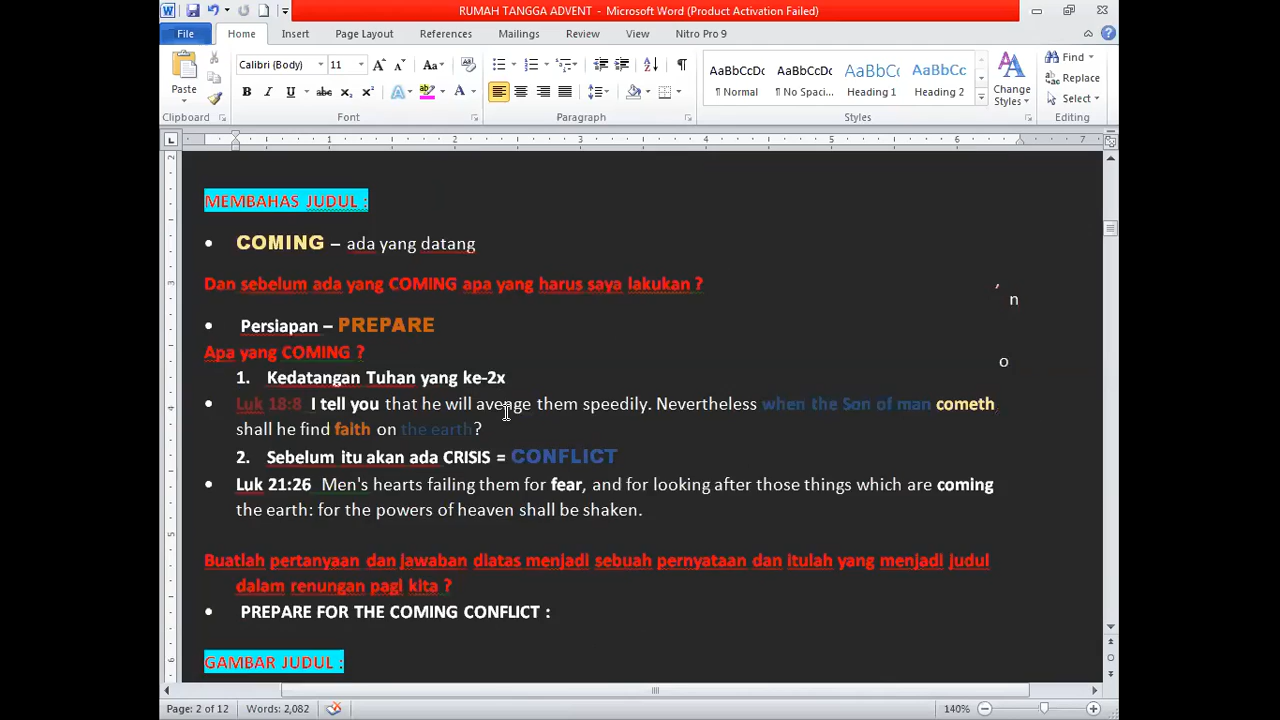 RUMAH TANGGA ADVENT - Microsoft Word (Product Activation Failed)
File Home Insert Page Layout References Mailings Review View Nitro Pro 9
Calibri (Body) 11
Paste
AaBbCcDc AaBbCcDc AaBbCc AaBbCc
¶ Normal ¶ No Spaci... Heading 1 Heading 2
Change Styles
Find
Replace
Select
Clipboard Font Paragraph Styles Editing
1 2 3 4 5 6 7
MEMBAHAS JUDUL :
• COMING – ada yang datang
Dan sebelum ada yang COMING apa yang harus saya lakukan ?
n
• Persiapan – PREPARE
Apa yang COMING ?
o
1. Kedatangan Tuhan yang ke-2x
• Luk 18:8 I tell you that he will avenge them speedily. Nevertheless when the Son of man cometh
shall he find faith on the earth?
2. Sebelum itu akan ada CRISIS = CONFLICT
• Luk 21:26 Men's hearts failing them for fear, and for looking after those things which are coming
the earth: for the powers of heaven shall be shaken.
Buatlah pertanyaan dan jawaban diatas menjadi sebuah pernyataan dan itulah yang menjadi judul
dalam renungan pagi kita ?
• PREPARE FOR THE COMING CONFLICT :
GAMBAR JUDUL :
Page: 2 of 12 Words: 2,082 140%